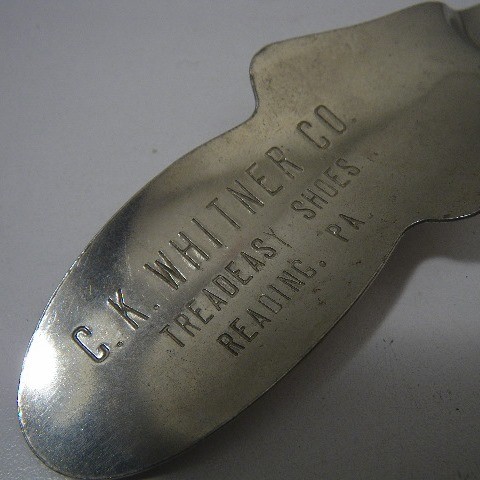 C. K. WHITNER CO.
TREADEASY SHOES
READING, PA